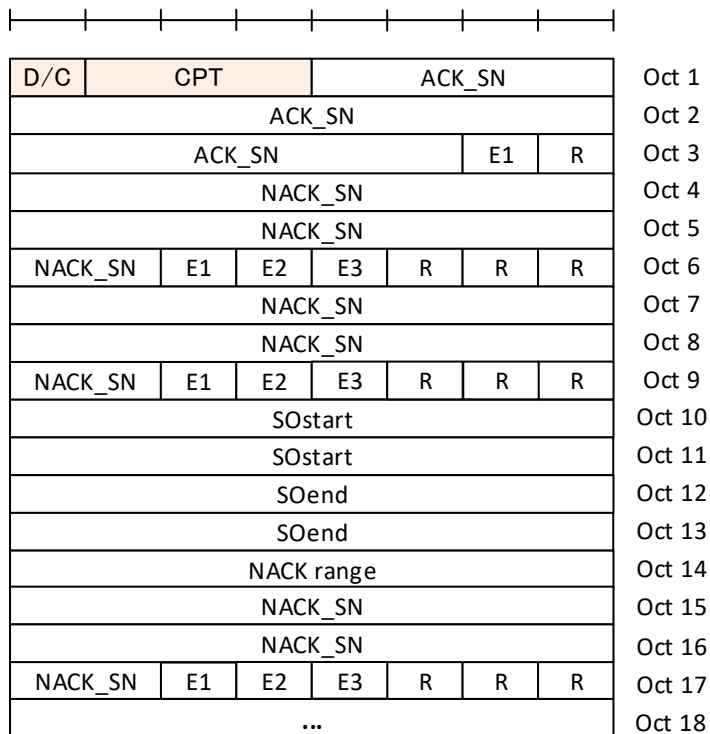 D/C CPT ACK_SN Oct 1
ACK_SN Oct 2
ACK_SN E1 R Oct 3
NACK_SN Oct 4
NACK_SN Oct 5
NACK_SN E1 E2 E3 R R R Oct 6
NACK_SN Oct 7
NACK_SN Oct 8
NACK_SN E1 E2 E3 R R R Oct 9
SOstart Oct 10
SOstart Oct 11
SOend Oct 12
SOend Oct 13
NACK range Oct 14
NACK_SN Oct 15
NACK_SN Oct 16
NACK_SN E1 E2 E3 R R R Oct 17
... Oct 18